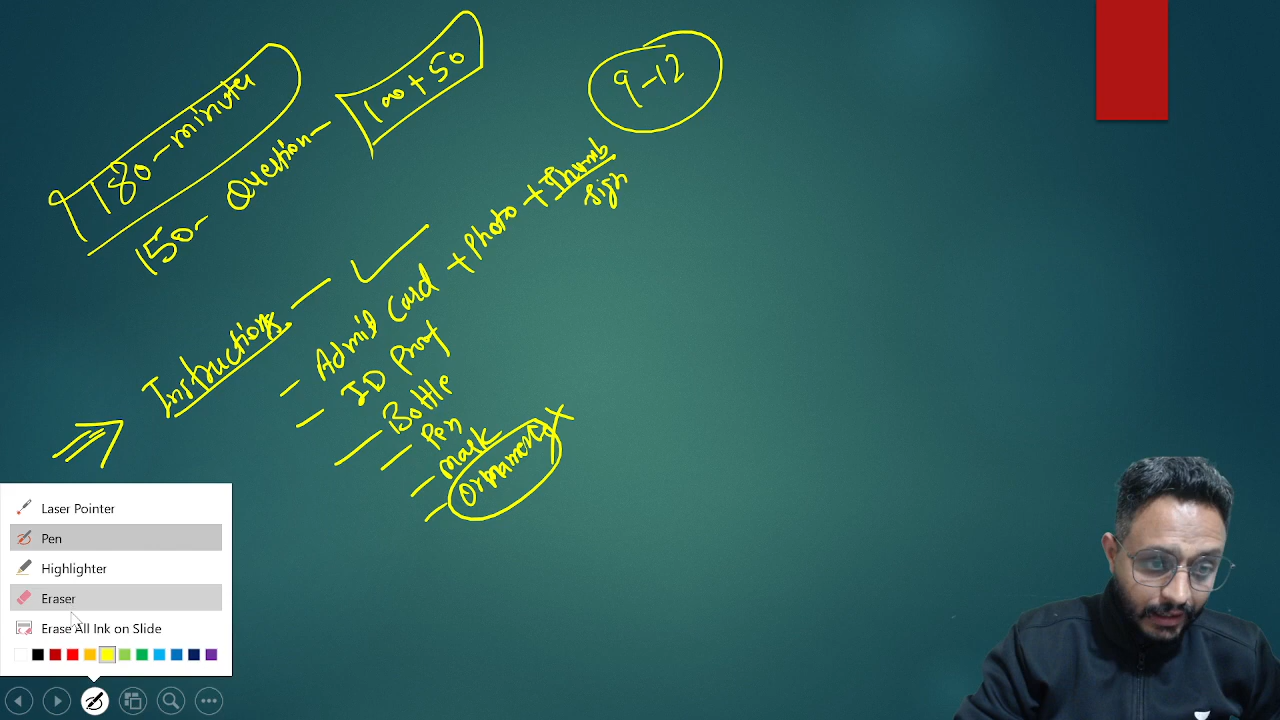 180-minutes
150- Question- 100+50
9-12
Instructions -
- Admit Card + Photo + Thumb
Sign
- ID Proof
- Bottle
- Pen
- Mask
- Ornaments X
Laser Pointer
Pen
Highlighter
Eraser
Erase All Ink on Slide